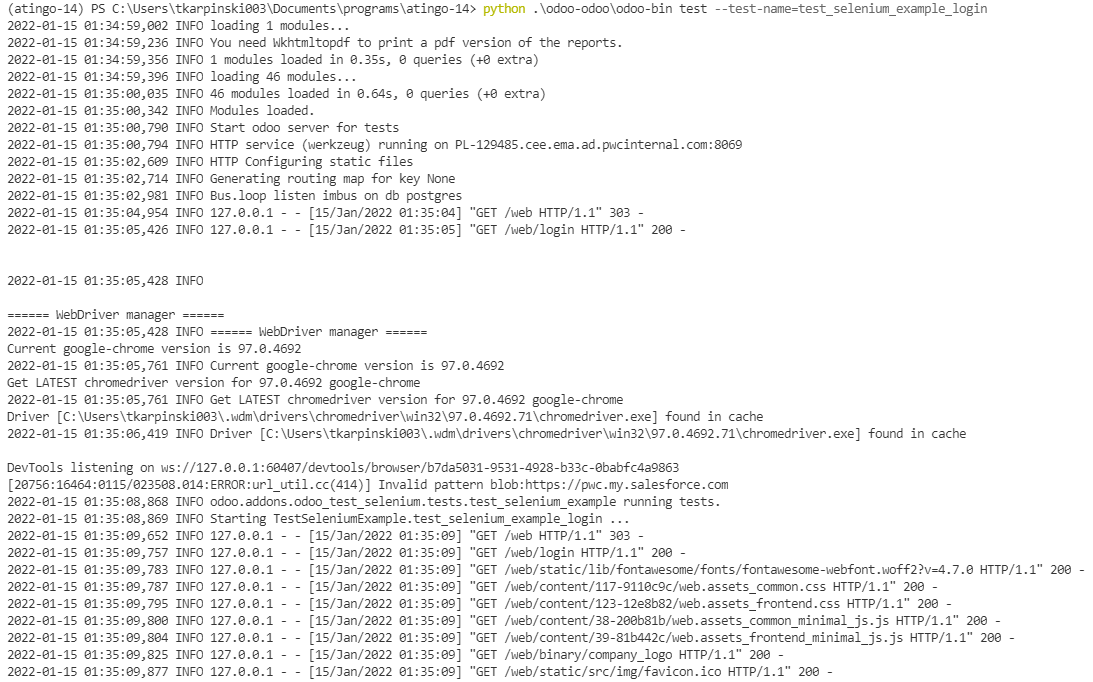 (atingo-14) PS C:\Users\tkarpinski003\Documents\programs\atingo-14> python .\odoo-odoo\odoo-bin test --test-name=test_selenium_example_login
2022-01-15 01:34:59,002 INFO loading 1 modules...
2022-01-15 01:34:59,236 INFO You need Wkhtmltopdf to print a pdf version of the reports.
2022-01-15 01:34:59,356 INFO 1 modules loaded in 0.35s, 0 queries (+0 extra)
2022-01-15 01:34:59,396 INFO loading 46 modules...
2022-01-15 01:35:00,035 INFO 46 modules loaded in 0.64s, 0 queries (+0 extra)
2022-01-15 01:35:00,342 INFO Modules loaded.
2022-01-15 01:35:00,790 INFO Start odoo server for tests
2022-01-15 01:35:00,794 INFO HTTP service (werkzeug) running on PL-129485.cee.ema.ad.pwcinternal.com:8069
2022-01-15 01:35:02,609 INFO HTTP Configuring static files
2022-01-15 01:35:02,714 INFO Generating routing map for key None
2022-01-15 01:35:02,981 INFO Bus.loop listen imbus on db postgres
2022-01-15 01:35:04,954 INFO 127.0.0.1 - - [15/Jan/2022 01:35:04] "GET /web HTTP/1.1" 303 -
2022-01-15 01:35:05,426 INFO 127.0.0.1 - - [15/Jan/2022 01:35:05] "GET /web/login HTTP/1.1" 200 -
2022-01-15 01:35:05,428 INFO
====== WebDriver manager ======
2022-01-15 01:35:05,428 INFO ====== WebDriver manager ======
Current google-chrome version is 97.0.4692
2022-01-15 01:35:05,761 INFO Current google-chrome version is 97.0.4692
Get LATEST chromedriver version for 97.0.4692 google-chrome
2022-01-15 01:35:05,761 INFO Get LATEST chromedriver version for 97.0.4692 google-chrome
Driver [C:\Users\tkarpinski003\.wdm\drivers\chromedriver\win32\97.0.4692.71\chromedriver.exe] found in cache
2022-01-15 01:35:06,419 INFO Driver [C:\Users\tkarpinski003\.wdm\drivers\chromedriver\win32\97.0.4692.71\chromedriver.exe] found in cache
DevTools listening on ws://127.0.0.1:60407/devtools/browser/b7da5031-9531-4928-b33c-0babfc4a9863
[20756:16464:0115/023508.014:ERROR:url_util.cc(414)] Invalid pattern blob:https://pwc.my.salesforce.com
2022-01-15 01:35:08,868 INFO odoo.addons.odoo_test_selenium.tests.test_selenium_example running tests.
2022-01-15 01:35:08,869 INFO Starting TestSeleniumExample.test_selenium_example_login ...
2022-01-15 01:35:09,652 INFO 127.0.0.1 - - [15/Jan/2022 01:35:09] "GET /web HTTP/1.1" 303 -
2022-01-15 01:35:09,757 INFO 127.0.0.1 - - [15/Jan/2022 01:35:09] "GET /web/login HTTP/1.1" 200 -
2022-01-15 01:35:09,783 INFO 127.0.0.1 - - [15/Jan/2022 01:35:09] "GET /web/static/lib/fontawesome/fonts/fontawesome-webfont.woff2?v=4.7.0 HTTP/1.1" 200 -
2022-01-15 01:35:09,787 INFO 127.0.0.1 - - [15/Jan/2022 01:35:09] "GET /web/content/117-9110c9c/web.assets_common.css HTTP/1.1" 200 -
2022-01-15 01:35:09,795 INFO 127.0.0.1 - - [15/Jan/2022 01:35:09] "GET /web/content/123-12e8b82/web.assets_frontend.css HTTP/1.1" 200 -
2022-01-15 01:35:09,800 INFO 127.0.0.1 - - [15/Jan/2022 01:35:09] "GET /web/content/38-200b81b/web.assets_common_minimal_js.js HTTP/1.1" 200 -
2022-01-15 01:35:09,804 INFO 127.0.0.1 - - [15/Jan/2022 01:35:09] "GET /web/content/39-81b442c/web.assets_frontend_minimal_js.js HTTP/1.1" 200 -
2022-01-15 01:35:09,825 INFO 127.0.0.1 - - [15/Jan/2022 01:35:09] "GET /web/binary/company_logo HTTP/1.1" 200 -
2022-01-15 01:35:09,877 INFO 127.0.0.1 - - [15/Jan/2022 01:35:09] "GET /web/static/src/img/favicon.ico HTTP/1.1" 200 -